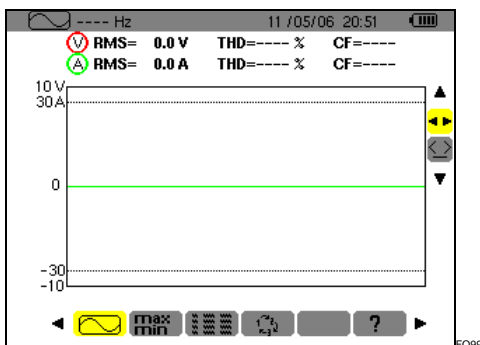 ---- Hz 11/05/06 20:51
V RMS= 0.0 V THD=---- % CF=----
A RMS= 0.0 A THD=---- % CF=----
10 V
30 A
0
-30
-10
max
min
?